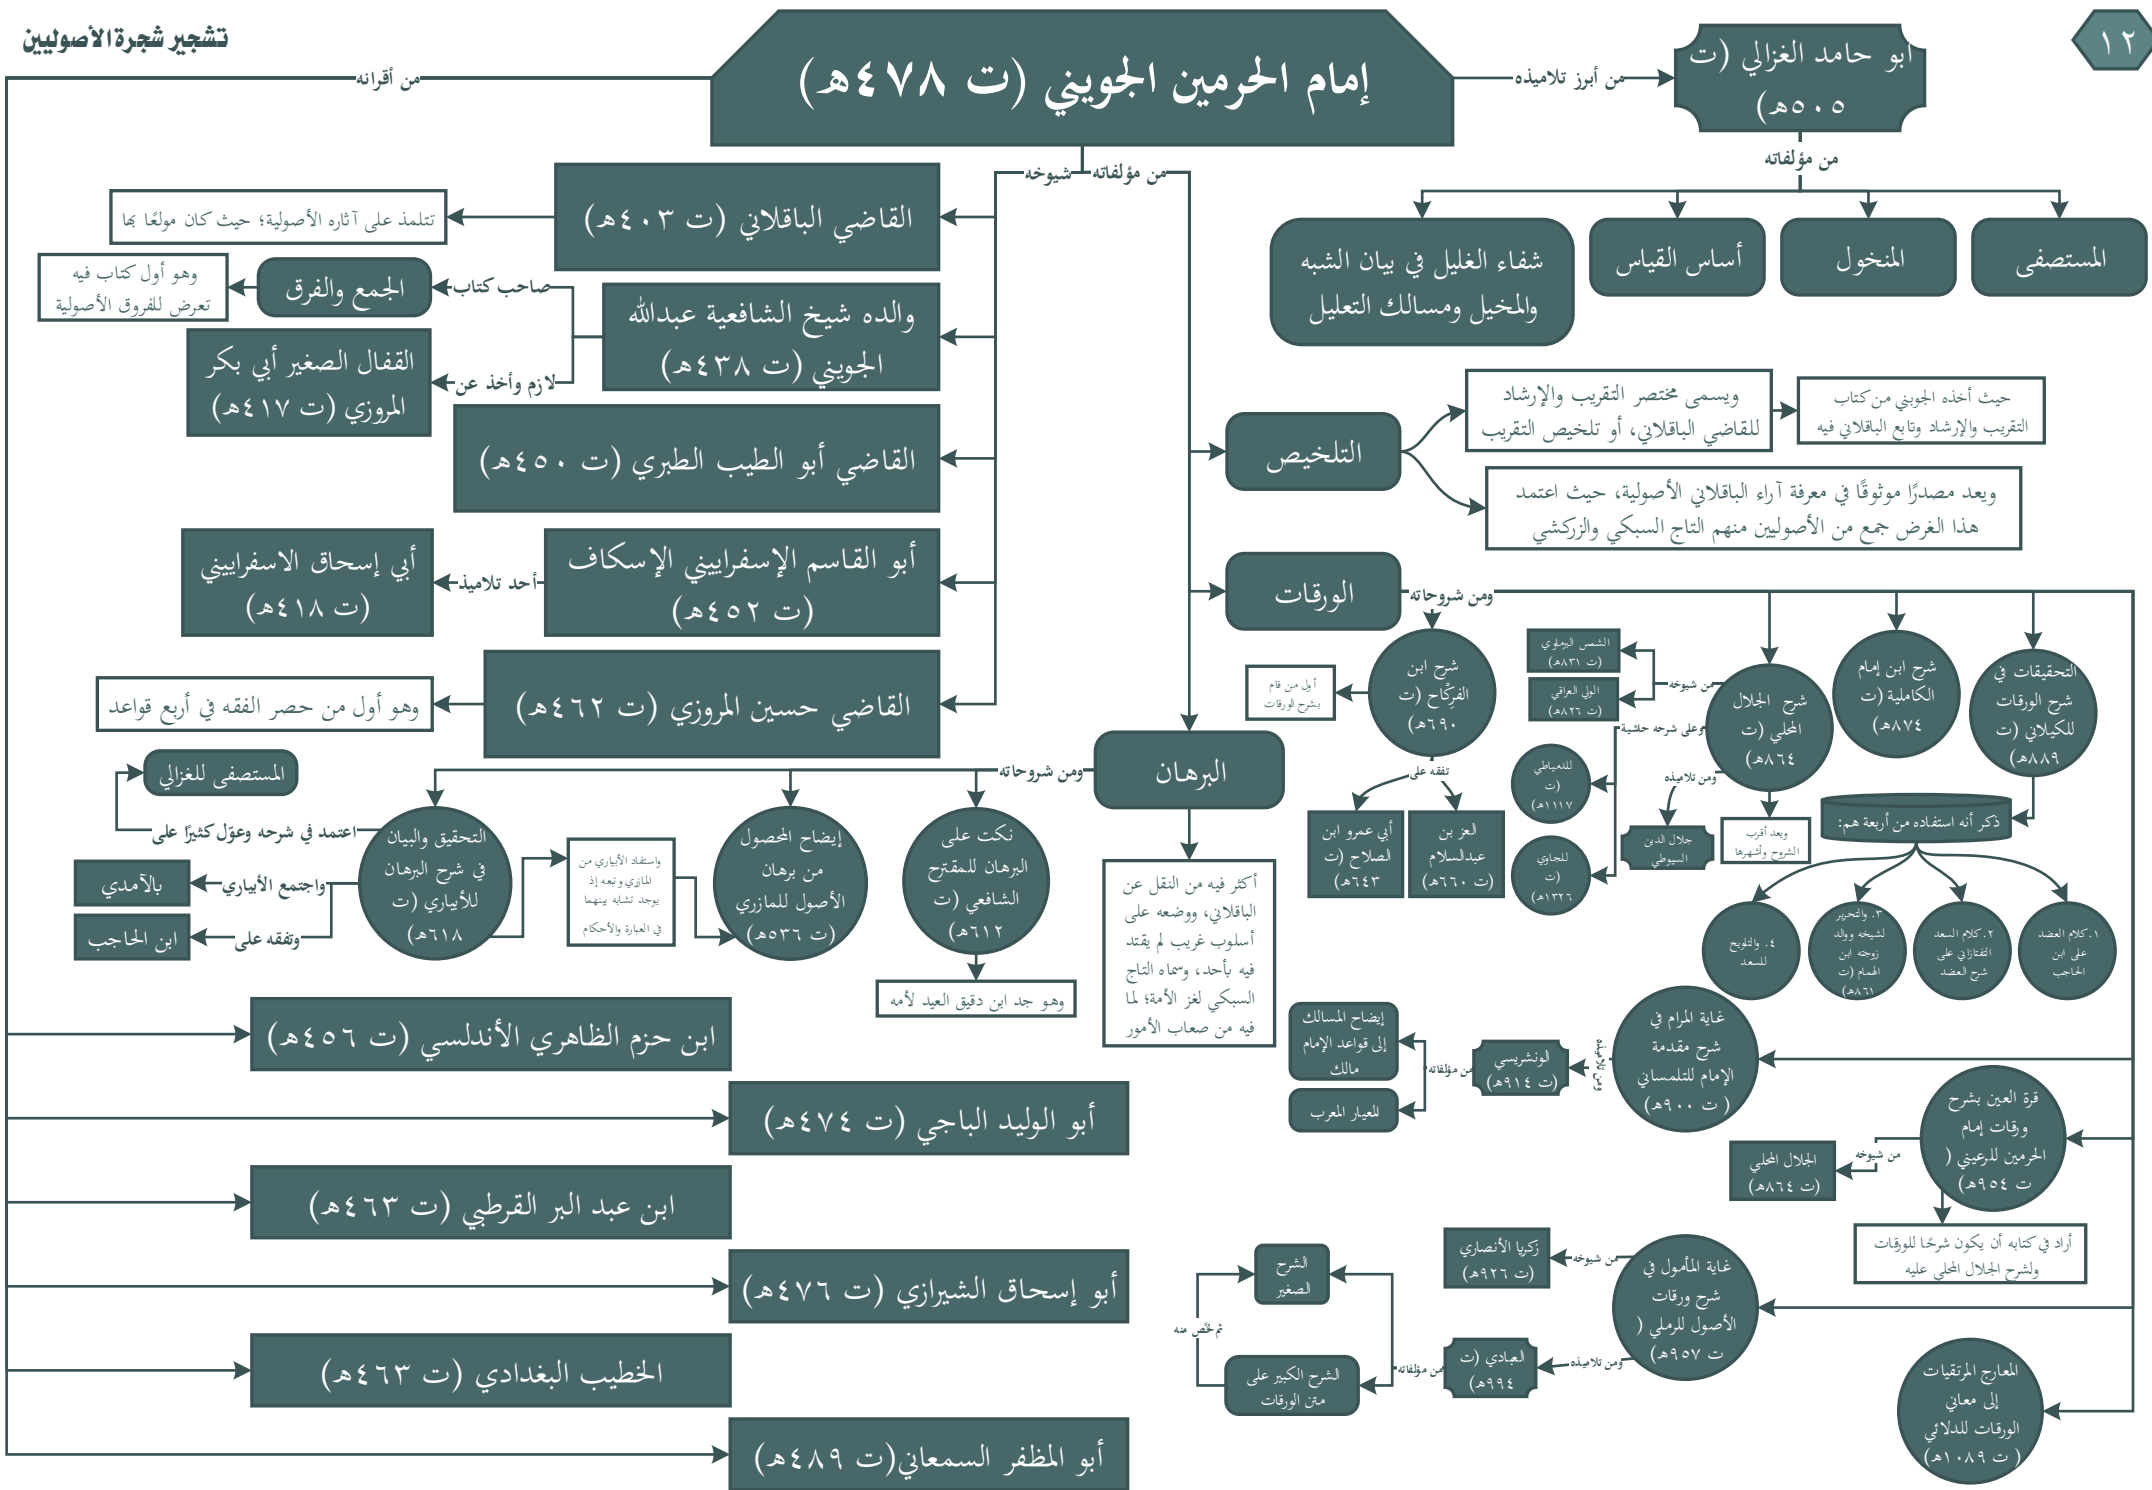 ١٢
تشجير شجرة الأصوليين
إمام الحرمين الجويني (ت ٤٧٨هـ)
من أبرز تلاميذه
أبو حامد الغزالي (ت
٥٠٥هـ)
من مؤلفاته
المستصفى
المنخول
أساس القياس
شفاء الغليل في بيان الشبه
والمخيل ومسالك التعليل
من مؤلفاته
التلخيص
ويسمى مختصر التقريب والإرشاد
للقاضي الباقلاني، أو تلخيص التقريب
حيث أخذه الجويني من كتاب
التقريب والإرشاد وتابع الباقلاني فيه
ويعد مصدرًا موثوقًا في معرفة آراء الباقلاني الأصولية، حيث اعتمد
هذا الغرض جمع من الأصوليين منهم التاج السبكي والزركشي
الورقات
ومن شروحاته
التحقيقات في
شرح الورقات
للكيلاني (ت
٨٨٩هـ)
ذكر أنه استفاده من أربعة هم:
١.كلام العضد
على ابن
الحاجب
٢.كلام السعد
التفتازاني على
شرح العضد
٣. والتحرير
لشيخه ووالد
زوجته ابن
الهمام (ت
٨٦١هـ)
٤. والتلويح
للسعد
شرح ابن إمام
الكاملية (ت
٨٧٤هـ)
شرح الجلال
المحلي (ت
٨٦٤هـ)
من شيوخه
الشمس البرماوي
(ت ٨٣١هـ)
الولي العراقي
(ت ٨٢٦هـ)
وعلى شرحه حاشية
للدمياطي
(ت
١١١٧هـ)
للجاوي
(ت
١٣٢٦هـ)
ومن تلاميذه
جلال الدين
السيوطي
ويعد أقرب
الشروح وأشهرها
شرح ابن
الفركاح (ت
٦٩٠هـ)
أول من قام
بشرح الورقات
تفقه على
العز بن
عبدالسلام
(ت ٦٦٠هـ)
أبي عمرو ابن
الصلاح (ت
٦٤٣هـ)
غاية المرام في
شرح مقدمة
الإمام للتلمساني
( ت ٩٠٠هـ)
ومن تلاميذه
الونشريسي
(ت ٩١٤هـ)
من مؤلفاته
إيضاح المسالك
إلى قواعد الإمام
مالك
المعيار المعرب
قرة العين بشرح
ورقات إمام
الحرمين للرعيني (
ت ٩٥٤هـ)
من شيوخه
الجلال المحلي
(ت ٨٦٤هـ)
أراد في كتابه أن يكون شرحًا للورقات
ولشرح الجلال المحلي عليه
غاية المأمول في
شرح ورقات
الأصول للرملي (
ت ٩٥٧هـ)
من شيوخه
زكريا الأنصاري
(ت ٩٢٦هـ)
ومن تلاميذه
العبادي (ت
٩٩٤هـ)
من مؤلفاته
الشرح
الصغير
ثم لخّص منه
الشرح الكبير على
متن الورقات
المعارج المرتقيات
إلى معاني
الورقات للدلائي
( ت ١٠٨٩هـ)
البرهان
أكثر فيه من النقل عن
الباقلاني، ووضعه على
أسلوب غريب لم يقتد
فيه بأحد، وسماه التاج
السبكي لغز الأمة؛ لما
فيه من صعاب الأمور
ومن شروحاته
نكت على
البرهان للمقترح
الشافعي (ت
٦١٢هـ)
وهو جد ابن دقيق العيد لأمه
إيضاح المحصول
من برهان
الأصول للمازري
(ت ٥٣٦هـ)
واستفاد الأبياري من
المازري وتبعه إذ
يوجد تشابه بينهما
في العبارة والأحكام
التحقيق والبيان
في شرح البرهان
للأبياري (ت
٦١٨هـ)
اعتمد في شرحه وعوّل كثيرًا على
المستصفى للغزالي
واجتمع الأبياري
بالآمدي
وتفقه على
ابن الحاجب
شيوخه
القاضي الباقلاني (ت ٤٠٣هـ)
تتلمذ على آثاره الأصولية؛ حيث كان مولعًا بها
والده شيخ الشافعية عبدالله
الجويني (ت ٤٣٨هـ)
صاحب كتاب
الجمع والفرق
وهو أول كتاب فيه
تعرض للفروق الأصولية
لازم وأخذ عن
القفال الصغير أبي بكر
المروزي (ت ٤١٧هـ)
القاضي أبو الطيب الطبري (ت ٤٥٠هـ)
أبو القاسم الإسفراييني الإسكاف
(ت ٤٥٢هـ)
أحد تلاميذ
أبي إسحاق الاسفراييني
(ت ٤١٨هـ)
القاضي حسين المروزي (ت ٤٦٢هـ)
وهو أول من حصر الفقه في أربع قواعد
من أقرانه
ابن حزم الظاهري الأندلسي (ت ٤٥٦هـ)
أبو الوليد الباجي (ت ٤٧٤هـ)
ابن عبد البر القرطبي (ت ٤٦٣هـ)
أبو إسحاق الشيرازي (ت ٤٧٦هـ)
الخطيب البغدادي (ت ٤٦٣هـ)
أبو المظفر السمعاني(ت ٤٨٩هـ)